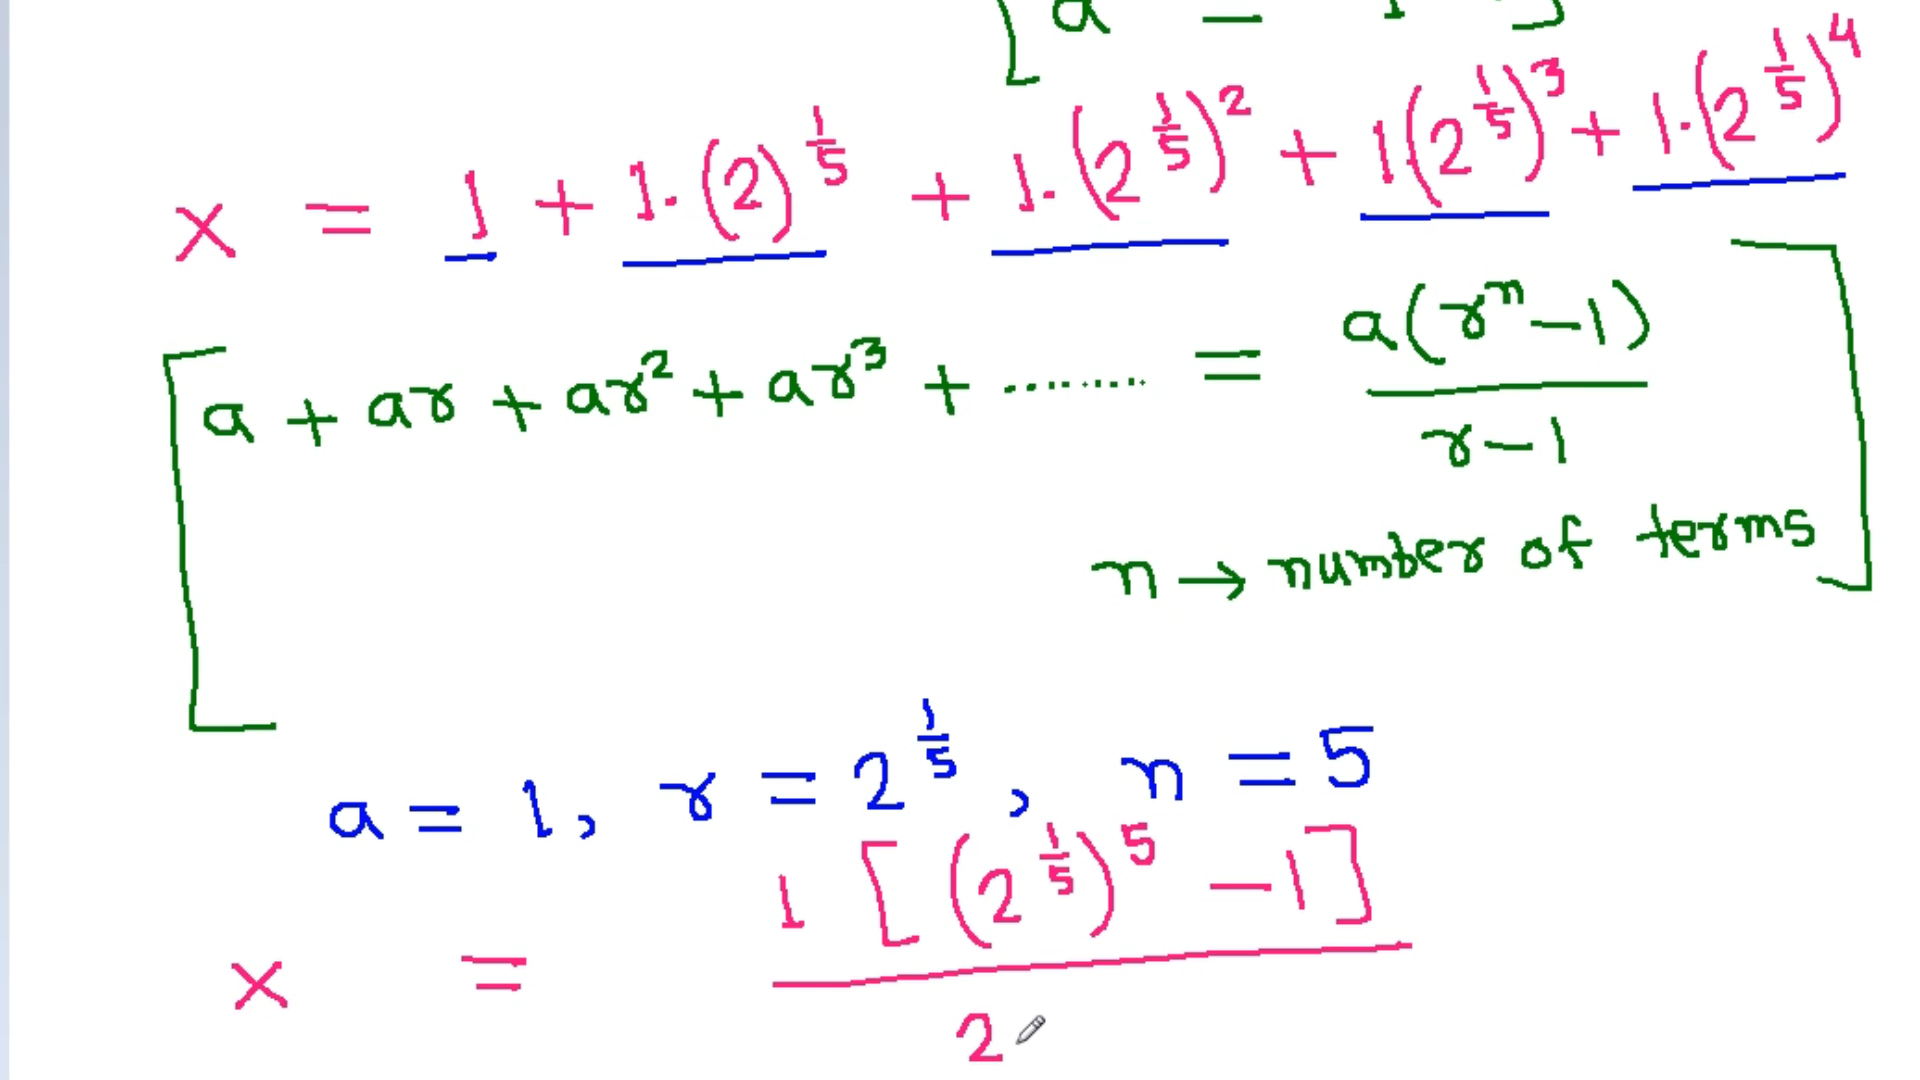 [a = 1]
x = 1 + 1·(2)^(1/5) + 1·(2^(1/5))^2 + 1(2^(1/5))^3 + 1·(2^(1/5))^4
[a + ar + ar^2 + ar^3 + ......... = a(r^n − 1) / (r − 1)
n → number of terms]
a = 1, r = 2^(1/5), n = 5
x = 1[(2^(1/5))^5 − 1] / 2